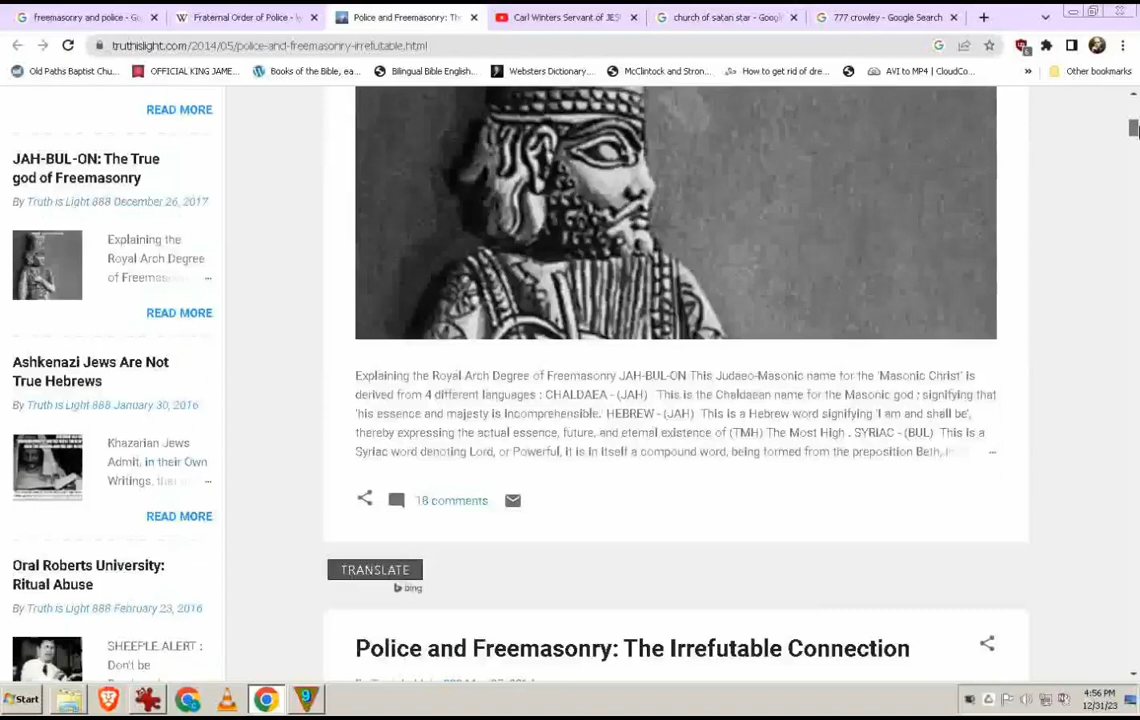 freemasonry and police - G
Fraternal Order of Police -
Police and Freemasonry: Th
Carl Winters Servant of JES
church of satan star - Goog
777 crowley - Google Search
truthislight.com/2014/05/police-and-freemasonry-irrefutable.html
Old Paths Baptist Chu...
OFFICIAL KING JAME...
Books of the Bible, ea...
Bilingual Bible English...
Websters Dictionary...
McClintock and Stron...
How to get rid of dre...
AVI to MP4 | CloudCo...
»
Other bookmarks
READ MORE
JAH-BUL-ON: The True
god of Freemasonry
By Truth is Light 888 December 26, 2017
Explaining the
Royal Arch Degree
of Freemas
READ MORE
Ashkenazi Jews Are Not
True Hebrews
By Truth is Light 888 January 30, 2016
Khazarian Jews
Admit, in their Own
Writings, tha
READ MORE
Oral Roberts University:
Ritual Abuse
By Truth is Light 888 February 23, 2016
SHEEPLE ALERT :
Don't be
Explaining the Royal Arch Degree of Freemasonry JAH-BUL-ON This Judaeo-Masonic name for the 'Masonic Christ' is
derived from 4 different languages : CHALDAEA - (JAH) This is the Chaldaean name for the Masonic god ; signifying that
'his essence and majesty is incomprehensible.' HEBREW - (JAH) This is a Hebrew word signifying 'I am and shall be',
thereby expressing the actual essence, future, and eternal existence of (TMH) The Most High . SYRIAC - (BUL) This is a
Syriac word denoting Lord, or Powerful, it is in itself a compound word, being formed from the preposition Beth,
...
18 comments
TRANSLATE
bing
Police and Freemasonry: The Irrefutable Connection
Start
4:56 PM
12/31/23